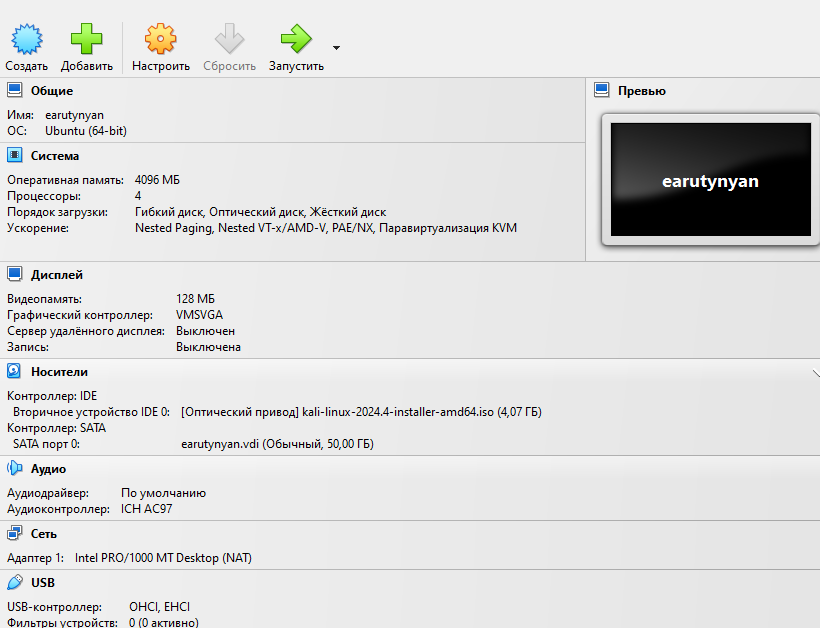 Создать Добавить Настроить Сбросить Запустить
Общие
Имя: earutynyan
ОС: Ubuntu (64-bit)
Превью
earutynyan
Система
Оперативная память: 4096 МБ
Процессоры: 4
Порядок загрузки: Гибкий диск, Оптический диск, Жёсткий диск
Ускорение: Nested Paging, Nested VT-x/AMD-V, PAE/NX, Паравиртуализация KVM
Дисплей
Видеопамять: 128 МБ
Графический контроллер: VMSVGA
Сервер удалённого дисплея: Выключен
Запись: Выключена
Носители
Контроллер: IDE
Вторичное устройство IDE 0: [Оптический привод] kali-linux-2024.4-installer-amd64.iso (4,07 ГБ)
Контроллер: SATA
SATA порт 0: earutynyan.vdi (Обычный, 50,00 ГБ)
Аудио
Аудиодрайвер: По умолчанию
Аудиоконтроллер: ICH AC97
Сеть
Адаптер 1: Intel PRO/1000 MT Desktop (NAT)
USB
USB-контроллер: OHCI, EHCI
Фильтры устройств: 0 (0 активно)